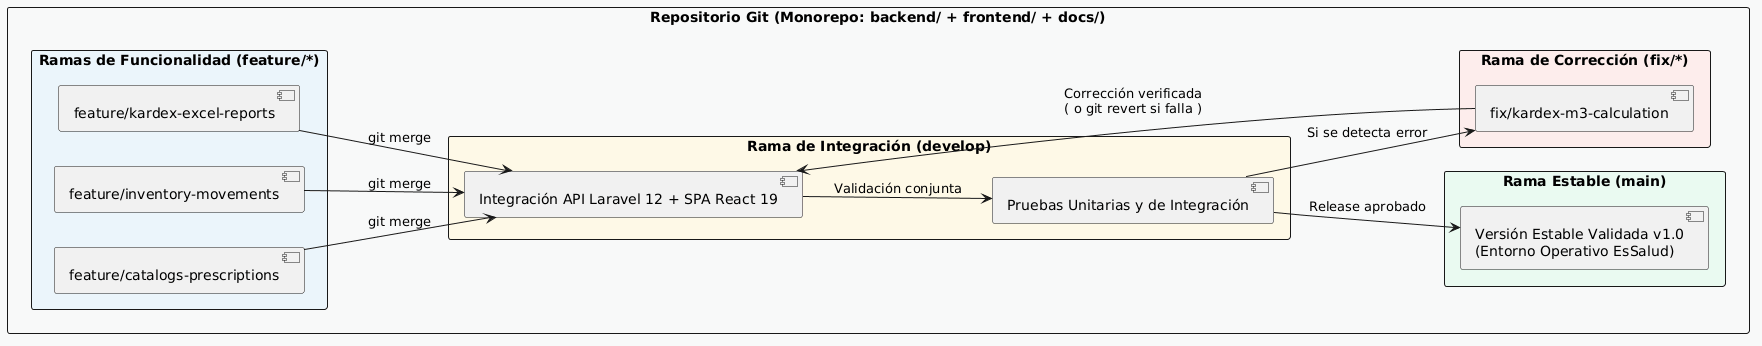 Repositorio Git (Monorepo: backend/ + frontend/ + docs/)
Ramas de Funcionalidad (feature/*)
feature/kardex-excel-reports
feature/inventory-movements
feature/catalogs-prescriptions
git merge
git merge
git merge
Rama de Integración (develop)
Integración API Laravel 12 + SPA React 19
Validación conjunta
Pruebas Unitarias y de Integración
Corrección verificada
( o git revert si falla )
Si se detecta error
Release aprobado
Rama de Corrección (fix/*)
fix/kardex-m3-calculation
Rama Estable (main)
Versión Estable Validada v1.0
(Entorno Operativo EsSalud)